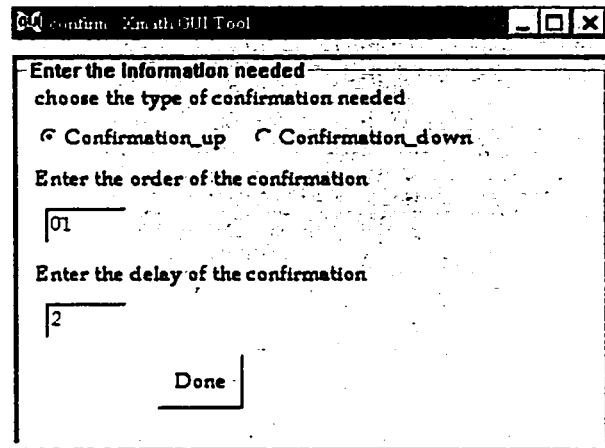 confirm Xmath GUI Tool
Enter the information needed
choose the type of confirmation needed
Confirmation_up Confirmation_down
Enter the order of the confirmation
01
Enter the delay of the confirmation
2
Done